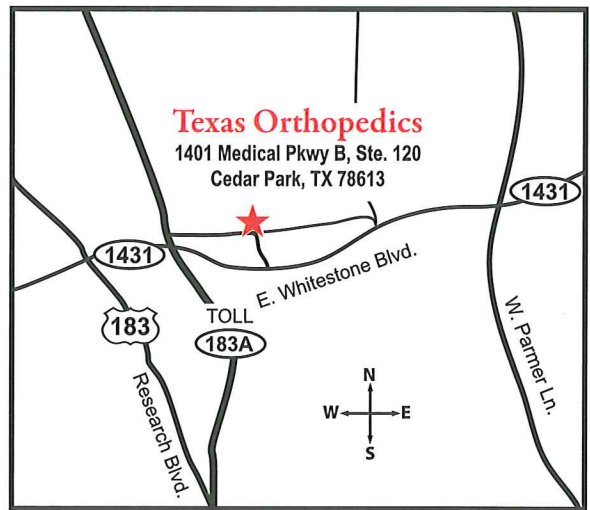 Texas Orthopedics
1401 Medical Pkwy B, Ste. 120
Cedar Park, TX 78613
1431
1431
E. Whitestone Blvd.
183
TOLL
183A
Research Blvd.
W. Parmer Ln.
N
W E
S